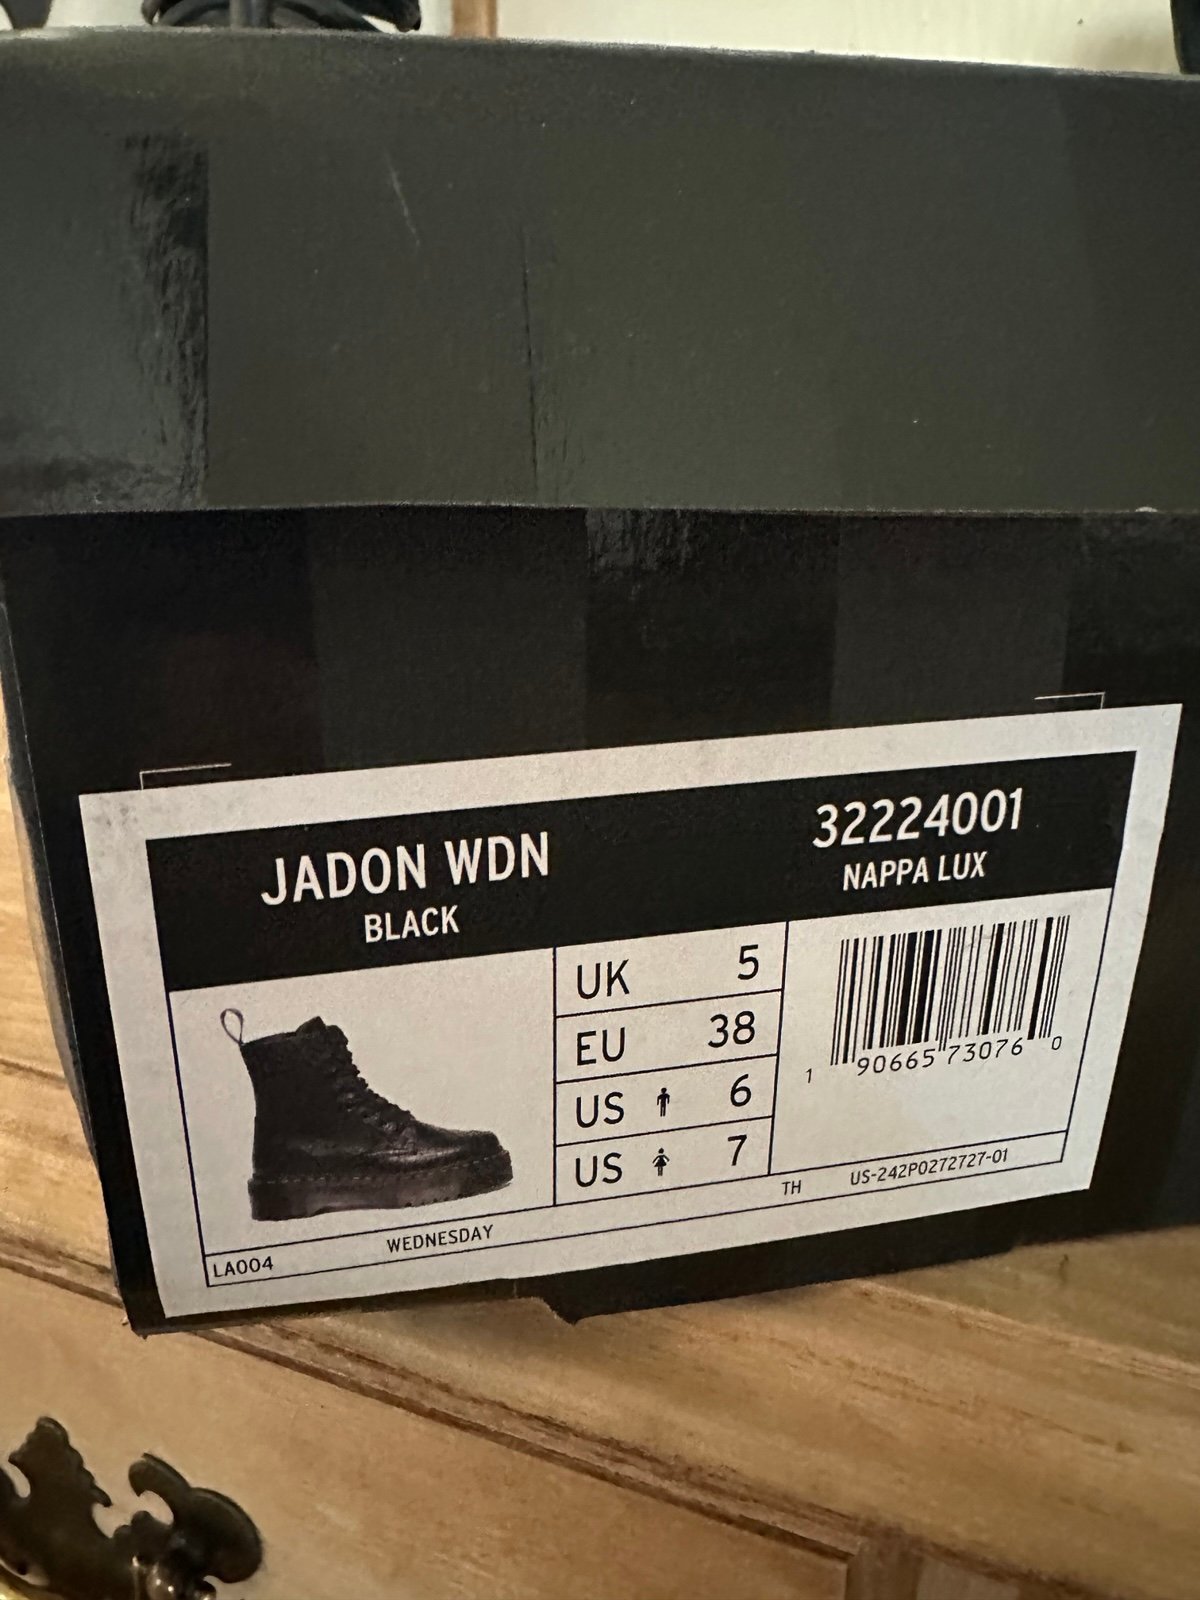 JADON WDN
BLACK
32224001
NAPPA LUX
UK 5
EU 38
US 6
US 7
1 90665 73076 0
LA004 WEDNESDAY
TH US-242P0272727-01